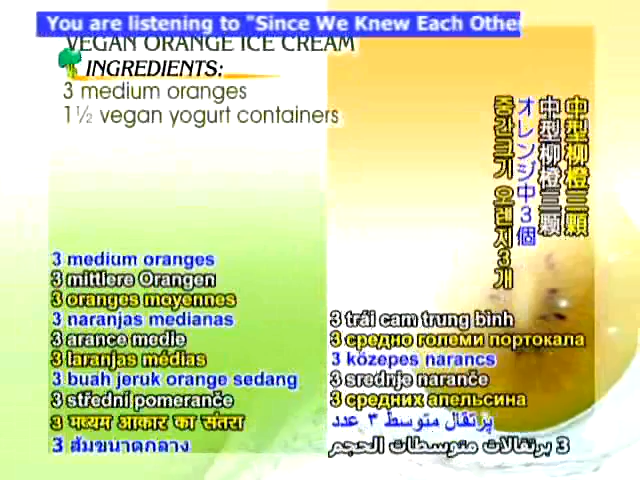 You are listening to "Since We Knew Each Othe
VEGAN ORANGE ICE CREAM
INGREDIENTS:
3 medium oranges
1½ vegan yogurt containers
中型柳橙三顆
中型柳橙三颗
オレンジ中3個
중간크기 오렌지3개
3 medium oranges
3 mittlere Orangen
3 oranges moyennes
3 naranjas medianas
3 arance medie
3 laranjas médias
3 buah jeruk orange sedang
3 střední pomeranče
3 मध्यम आकार का संतरा
3 ส้มขนาดกลาง
3 trái cam trung bình
3 средно големи портокала
3 közepes narancs
3 srednje naranče
3 средних апельсина
پرتقال متوسط ۳ عدد
3 برتقالات متوسطات الحجم